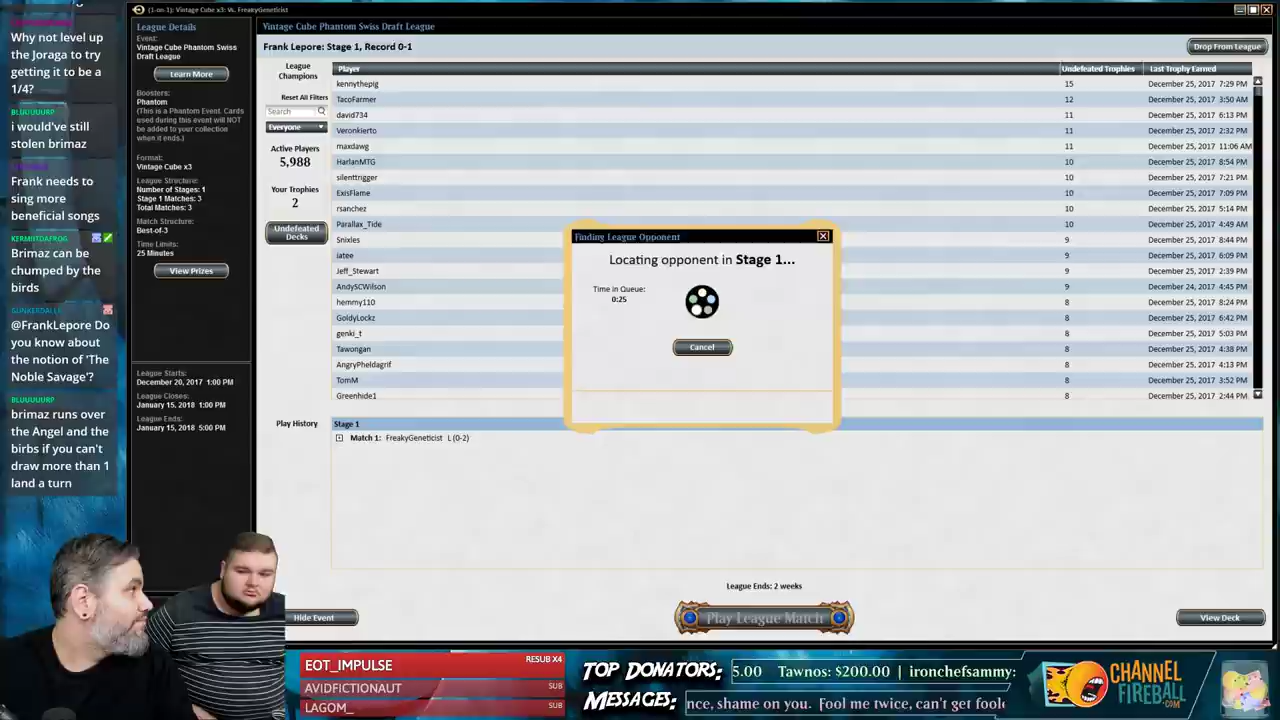 Why not level up
the Joraga to try
getting it to be a
1/4?
BLUUUURP
i would've still
stolen brimaz
Frank needs to
sing more
beneficial songs
KERMITDAFROG
Brimaz can be
chumped by the
birds
@FrankLepore Do
you know about
the notion of 'The
Noble Savage'?
BLUUUURP
brimaz runs over
the Angel and the
birbs if you can't
draw more than 1
land a turn
(1-on-1) Vintage Cube x3: Vs. FreakyGeneticist
League Details
Event:
Vintage Cube Phantom Swiss
Draft League
Learn More
Boosters:
Phantom
(This is a Phantom Event. Cards
used during this event will NOT
be added to your collection
when it ends.)
Format:
Vintage Cube x3
League Structure:
Number of Stages: 1
Stage 1 Matches: 3
Total Matches: 3
Match Structure:
Best-of-3
Time Limits:
25 Minutes
View Prizes
League Starts:
December 20, 2017 1:00 PM
League Closes:
January 15, 2018 1:00 PM
League Ends:
January 15, 2018 5:00 PM
Vintage Cube Phantom Swiss Draft League
Frank Lepore: Stage 1, Record 0-1
Drop From League
League
Champions
Reset All Filters
Search
Everyone
Active Players
5,988
Your Trophies
2
Undefeated
Decks
Player Undefeated Trophies Last Trophy Earned
kennythepig 15 December 25, 2017 7:29 PM
TacoFarmer 12 December 25, 2017 3:50 AM
david734 11 December 25, 2017 6:13 PM
Veronkierto 11 December 25, 2017 2:32 PM
maxdawg 11 December 25, 2017 11:06 AM
HarlanMTG 10 December 25, 2017 8:54 PM
silenttrigger 10 December 25, 2017 7:21 PM
ExisFlame 10 December 25, 2017 7:09 PM
rsanchez 10 December 25, 2017 5:14 PM
Parallax_Tide 10 December 25, 2017 4:49 AM
Snixles 9 December 25, 2017 8:44 PM
iatee 9 December 25, 2017 6:09 PM
Jeff_Stewart 9 December 25, 2017 2:39 PM
AndySCWilson 9 December 24, 2017 4:45 PM
hemmy110 8 December 25, 2017 8:24 PM
GoldyLockz 8 December 25, 2017 6:42 PM
genki_t 8 December 25, 2017 5:03 PM
Tawongan 8 December 25, 2017 4:38 PM
AngryPheldagrif 8 December 25, 2017 4:13 PM
TomM 8 December 25, 2017 3:52 PM
Greenhide1 8 December 25, 2017 2:44 PM
Finding League Opponent
Locating opponent in Stage 1...
Time in Queue:
0:25
Cancel
Play History
Stage 1
Match 1: FreakyGeneticist L (0-2)
League Ends: 2 weeks
Hide Event
Play League Match
View Deck
EOT_IMPULSE RESUB X4
AVIDFICTIONAUT SUB
LAGOM_ SUB
TOP DONATORS: 5.00 Tawnos: $200.00 | ironchefsammy:
MESSAGES: nce, shame on you. Fool me twice, can't get foole
CHANNEL
FIREBALL
.COM